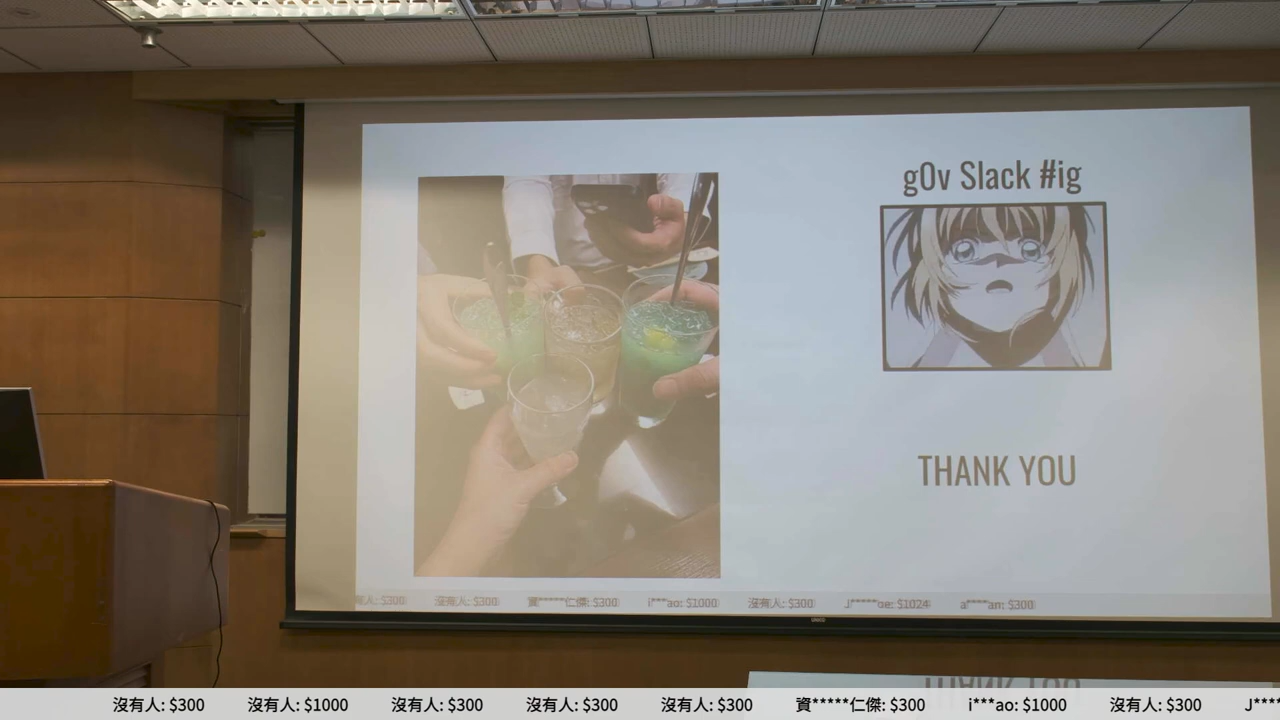 g0v Slack #ig
THANK YOU
人: $300 沒有人: $300 資*****仁傑: $300 i***ao: $1000 沒有人: $300 J*****oe: $1024 a****an: $300
THANK YOU
沒有人: $300 沒有人: $1000 沒有人: $300 沒有人: $300 沒有人: $300 資*****仁傑: $300 i***ao: $1000 沒有人: $300 J***